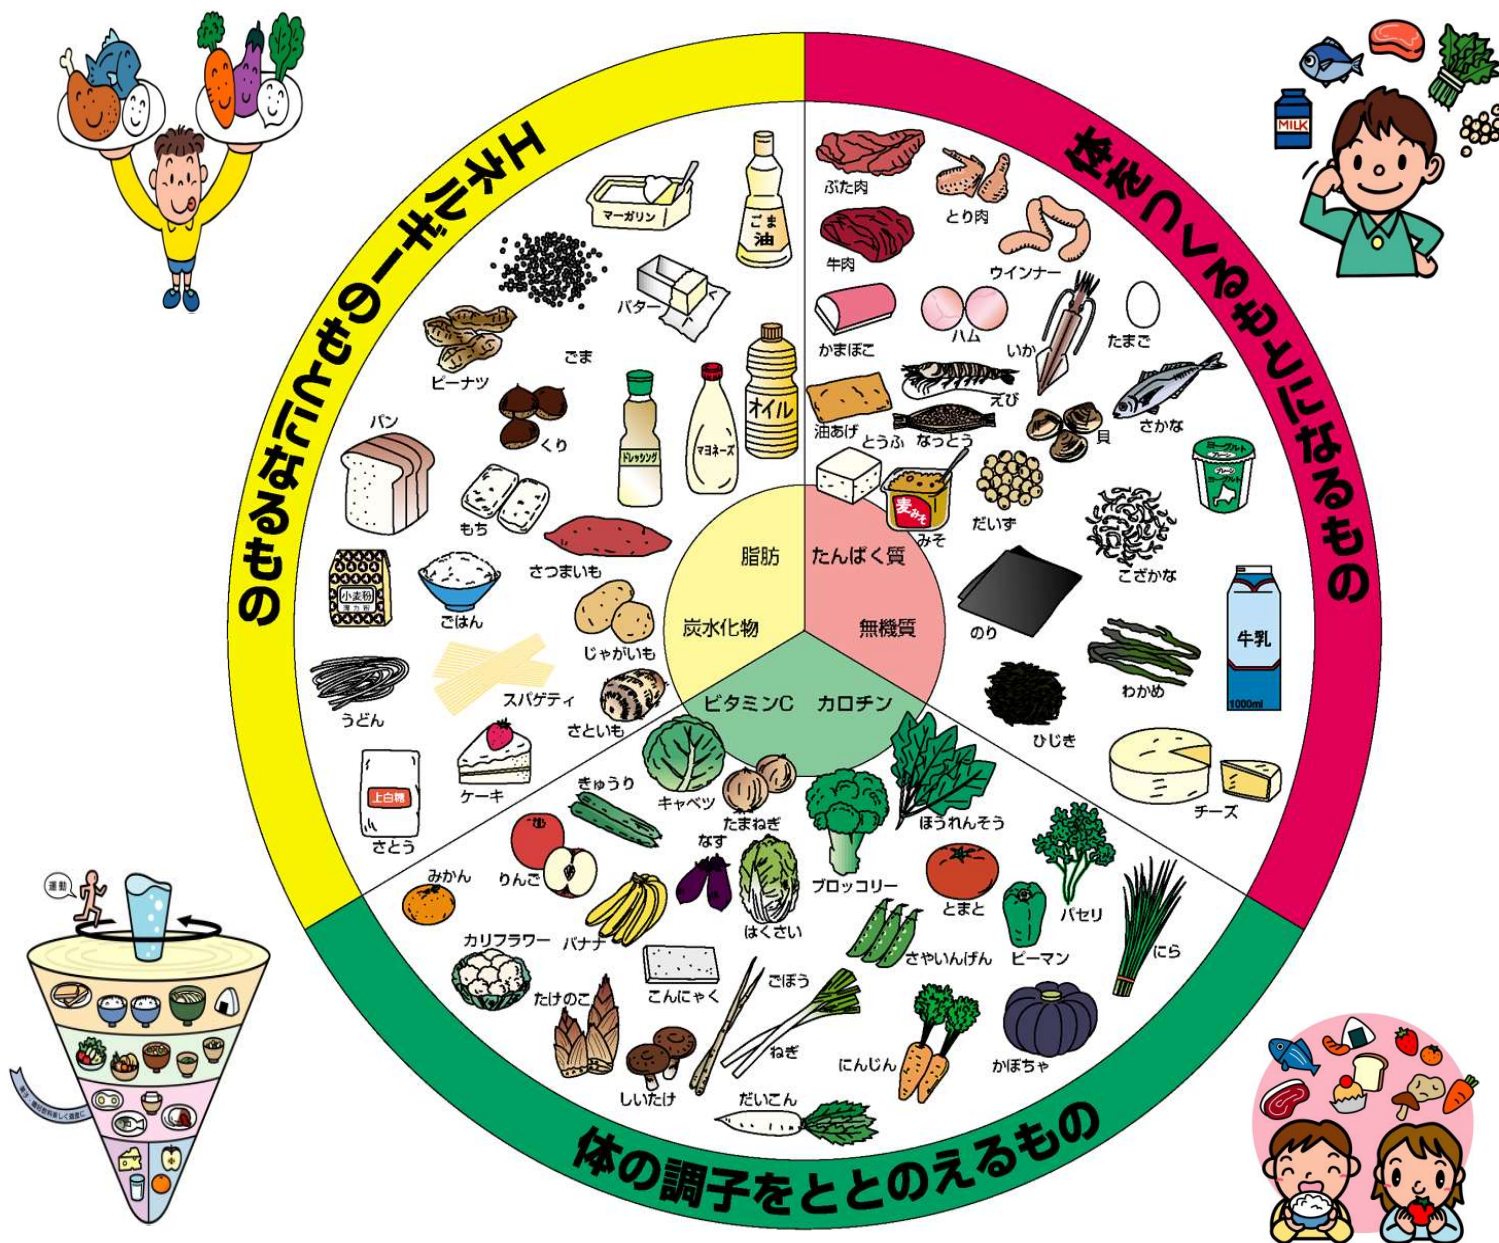 エネルギーのもとになるもの
マーガリン
ごま
油
バター
ごま
ピーナツ
くり
ドレッシング
マヨネーズ
オイル
パン
もち
さつまいも
小麦粉
薄力粉
ごはん
じゃがいも
うどん
スパゲティ
さといも
上白糖
さとう
ケーキ
体をつくるもとになるもの
MILK
ぶた肉
とり肉
牛肉
ウインナー
かまぼこ
ハム
いか
たまご
えび
さかな
油あげ
とうふ
なっとう
貝
麦みそ
みそ
だいず
ヨーグルト
プレーン
ヨーグルト
こざかな
のり
わかめ
牛乳
1000ml
ひじき
チーズ
脂肪
たんぱく質
炭水化物
無機質
ビタミンC
カロチン
体の調子をととのえるもの
きゅうり
キャベツ
たまねぎ
ほうれんそう
なす
みかん
りんご
ブロッコリー
とまと
パセリ
にら
カリフラワー
バナナ
はくさい
さやいんげん
ピーマン
たけのこ
こんにゃく
ごぼう
ねぎ
しいたけ
にんじん
かぼちゃ
だいこん
運動